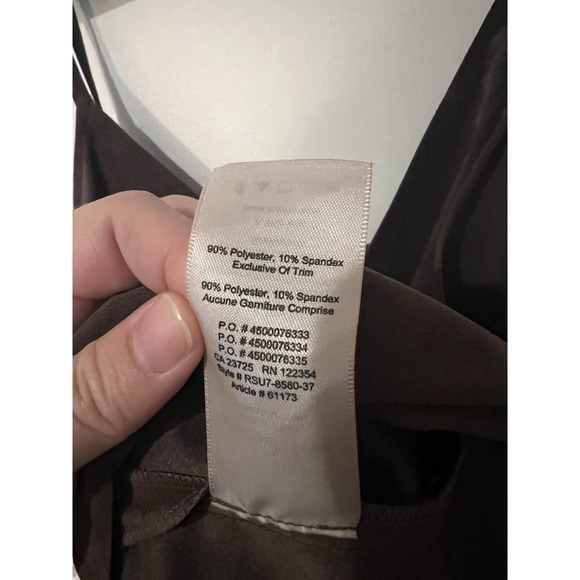 90% Polyester, 10% Spandex
Exclusive Of Trim
90% Polyester, 10% Spandex
Aucune Garniture Comprise
P.O. # 4500076333
P.O. # 4500076334
P.O. # 4500076335
CA 23725 RN 122354
Style # RSU7-8580-37
Article # 61173